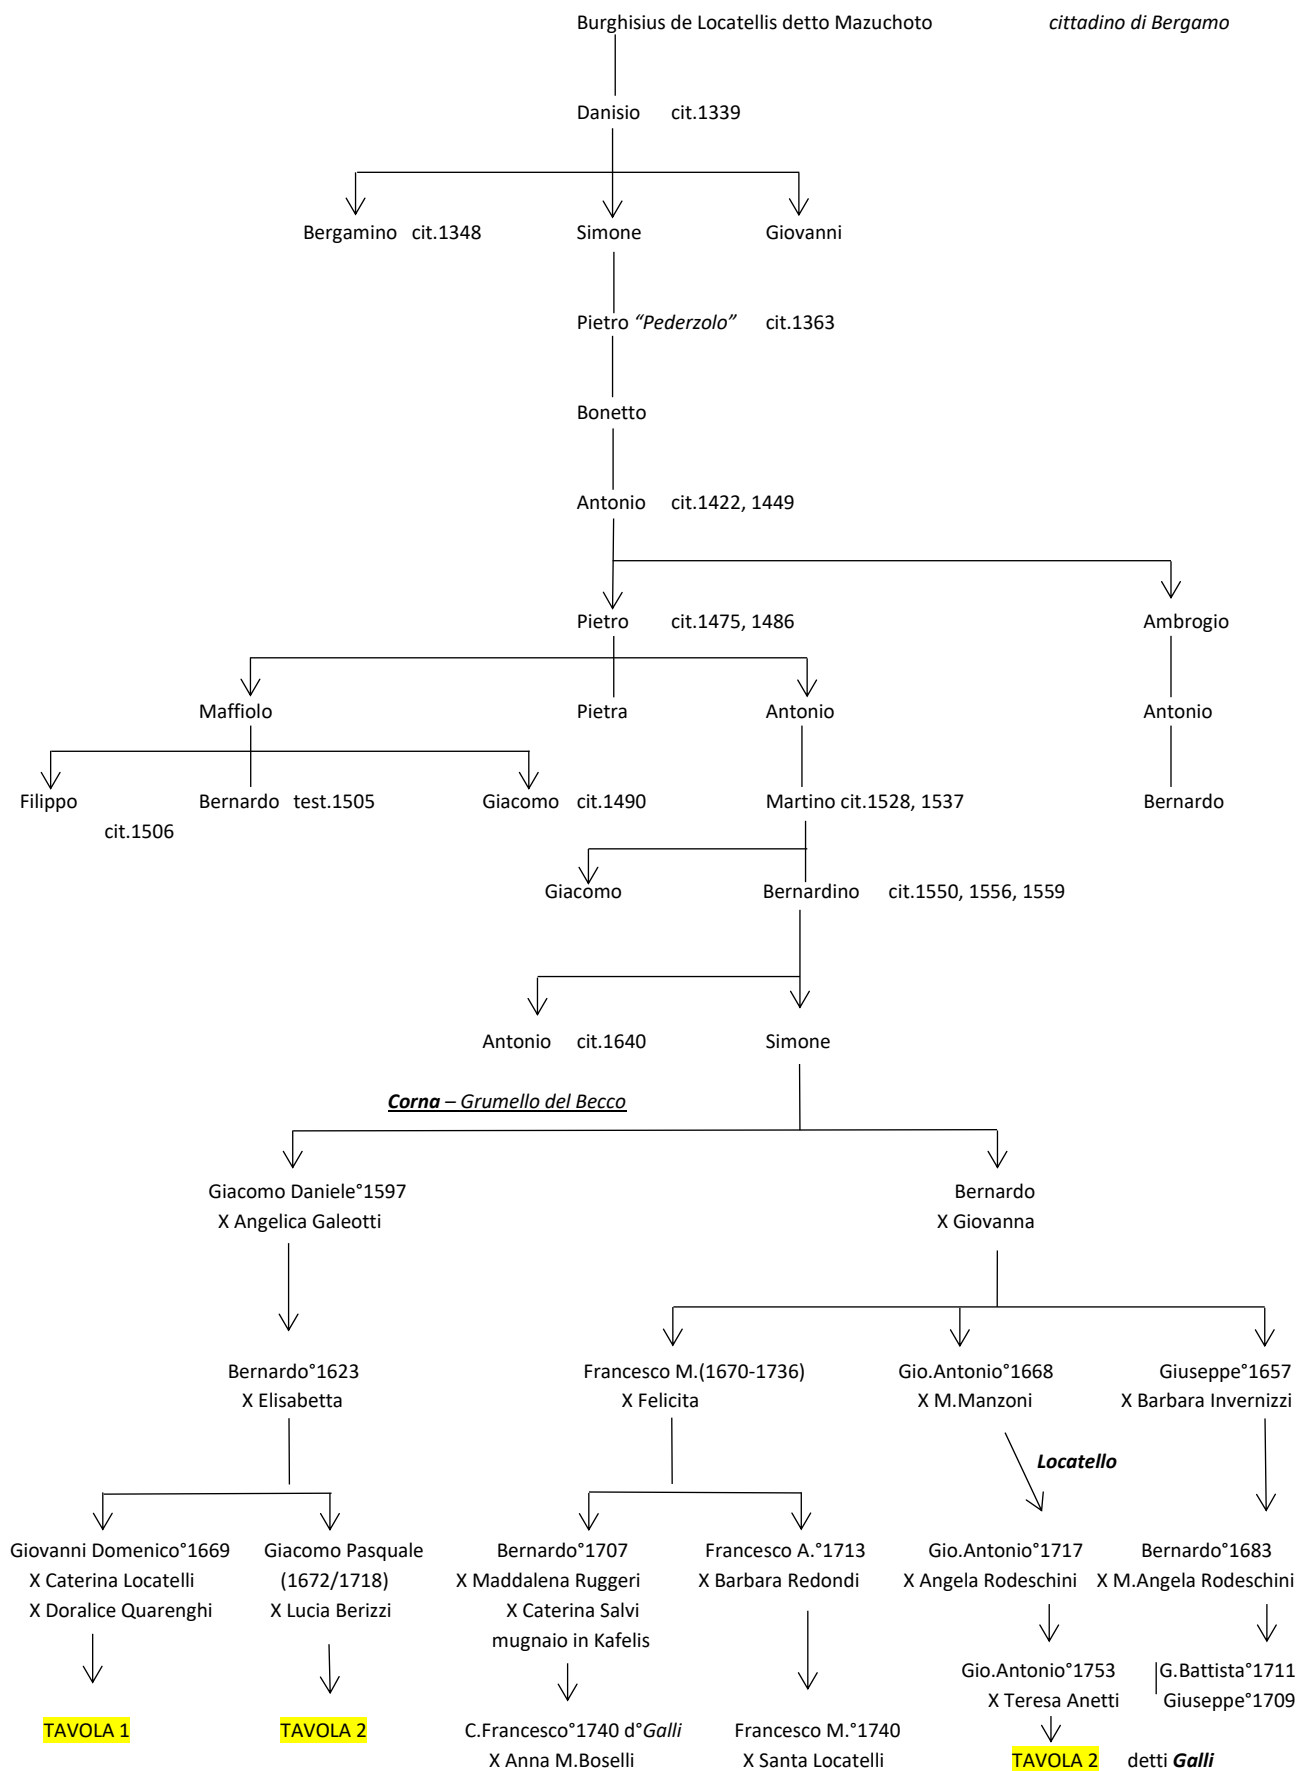 Burghisius de Locatellis detto Mazuchoto cittadino di Bergamo
Danisio cit.1339
Bergamino cit.1348 Simone Giovanni
Pietro “Pederzolo” cit.1363
Bonetto
Antonio cit.1422, 1449
Pietro cit.1475, 1486 Ambrogio
Maffiolo Pietra Antonio Antonio
Filippo Bernardo test.1505 Giacomo cit.1490 Martino cit.1528, 1537 Bernardo
cit.1506
Giacomo Bernardino cit.1550, 1556, 1559
Antonio cit.1640 Simone
Corna – Grumello del Becco
Giacomo Daniele°1597 Bernardo
X Angelica Galeotti X Giovanna
Bernardo°1623 Francesco M.(1670-1736) Gio.Antonio°1668 Giuseppe°1657
X Elisabetta X Felicita X M.Manzoni X Barbara Invernizzi
Locatello
Giovanni Domenico°1669 Giacomo Pasquale Bernardo°1707 Francesco A.°1713 Gio.Antonio°1717 Bernardo°1683
X Caterina Locatelli (1672/1718) X Maddalena Ruggeri X Barbara Redondi X Angela Rodeschini X M.Angela Rodeschini
X Doralice Quarenghi X Lucia Berizzi X Caterina Salvi
mugnaio in Kafelis
Gio.Antonio°1753 G.Battista°1711
X Teresa Anetti Giuseppe°1709
TAVOLA 1 TAVOLA 2 C.Francesco°1740 d°Galli Francesco M.°1740
X Anna M.Boselli X Santa Locatelli TAVOLA 2 detti Galli